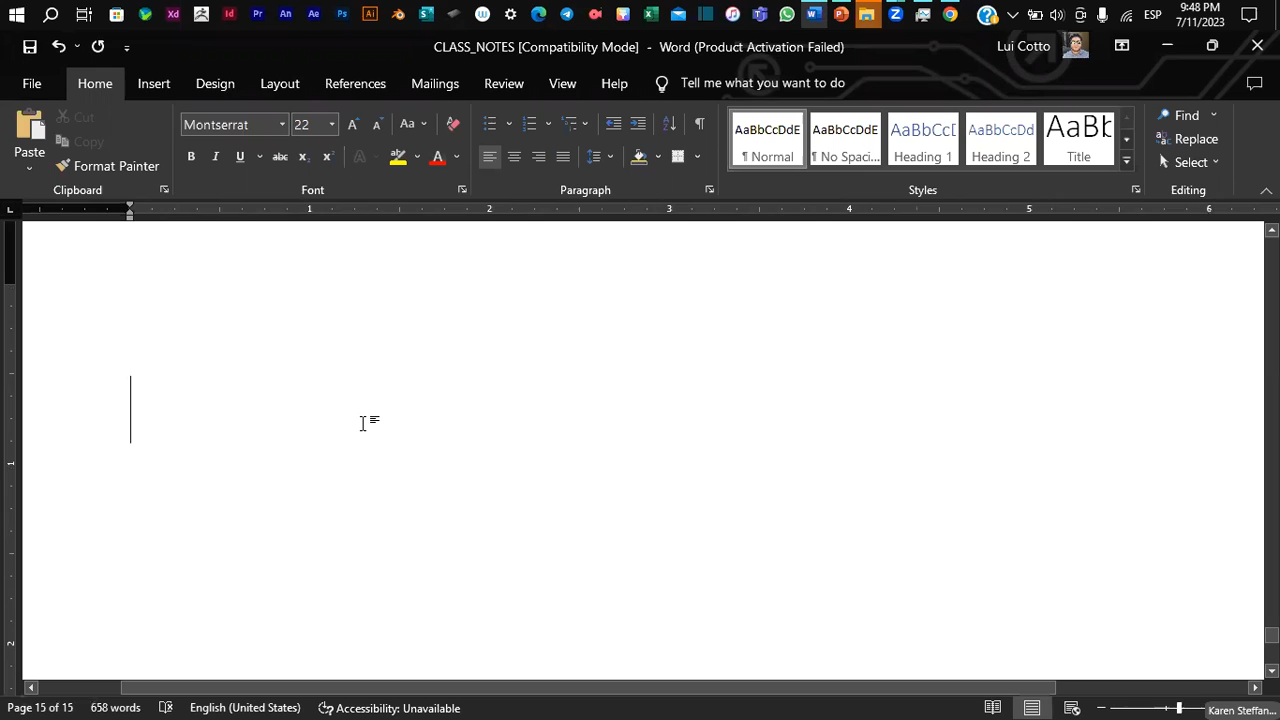 9:48 PM
ESP
7/11/2023
CLASS_NOTES [Compatibility Mode] - Word (Product Activation Failed)
Lui Cotto
File Home Insert Design Layout References Mailings Review View Help Tell me what you want to do
Paste
Cut
Copy
Format Painter
Montserrat 22
AaBbCcDdE AaBbCcDdE AaBbC( AaBbCcDd AaBb
¶ Normal ¶ No Spaci... Heading 1 Heading 2 Title
Find
Replace
Select
Clipboard Font Paragraph Styles Editing
1 2 3 4 5 6
1
2
Page 15 of 15 658 words English (United States) Accessibility: Unavailable
Karen Steffan...